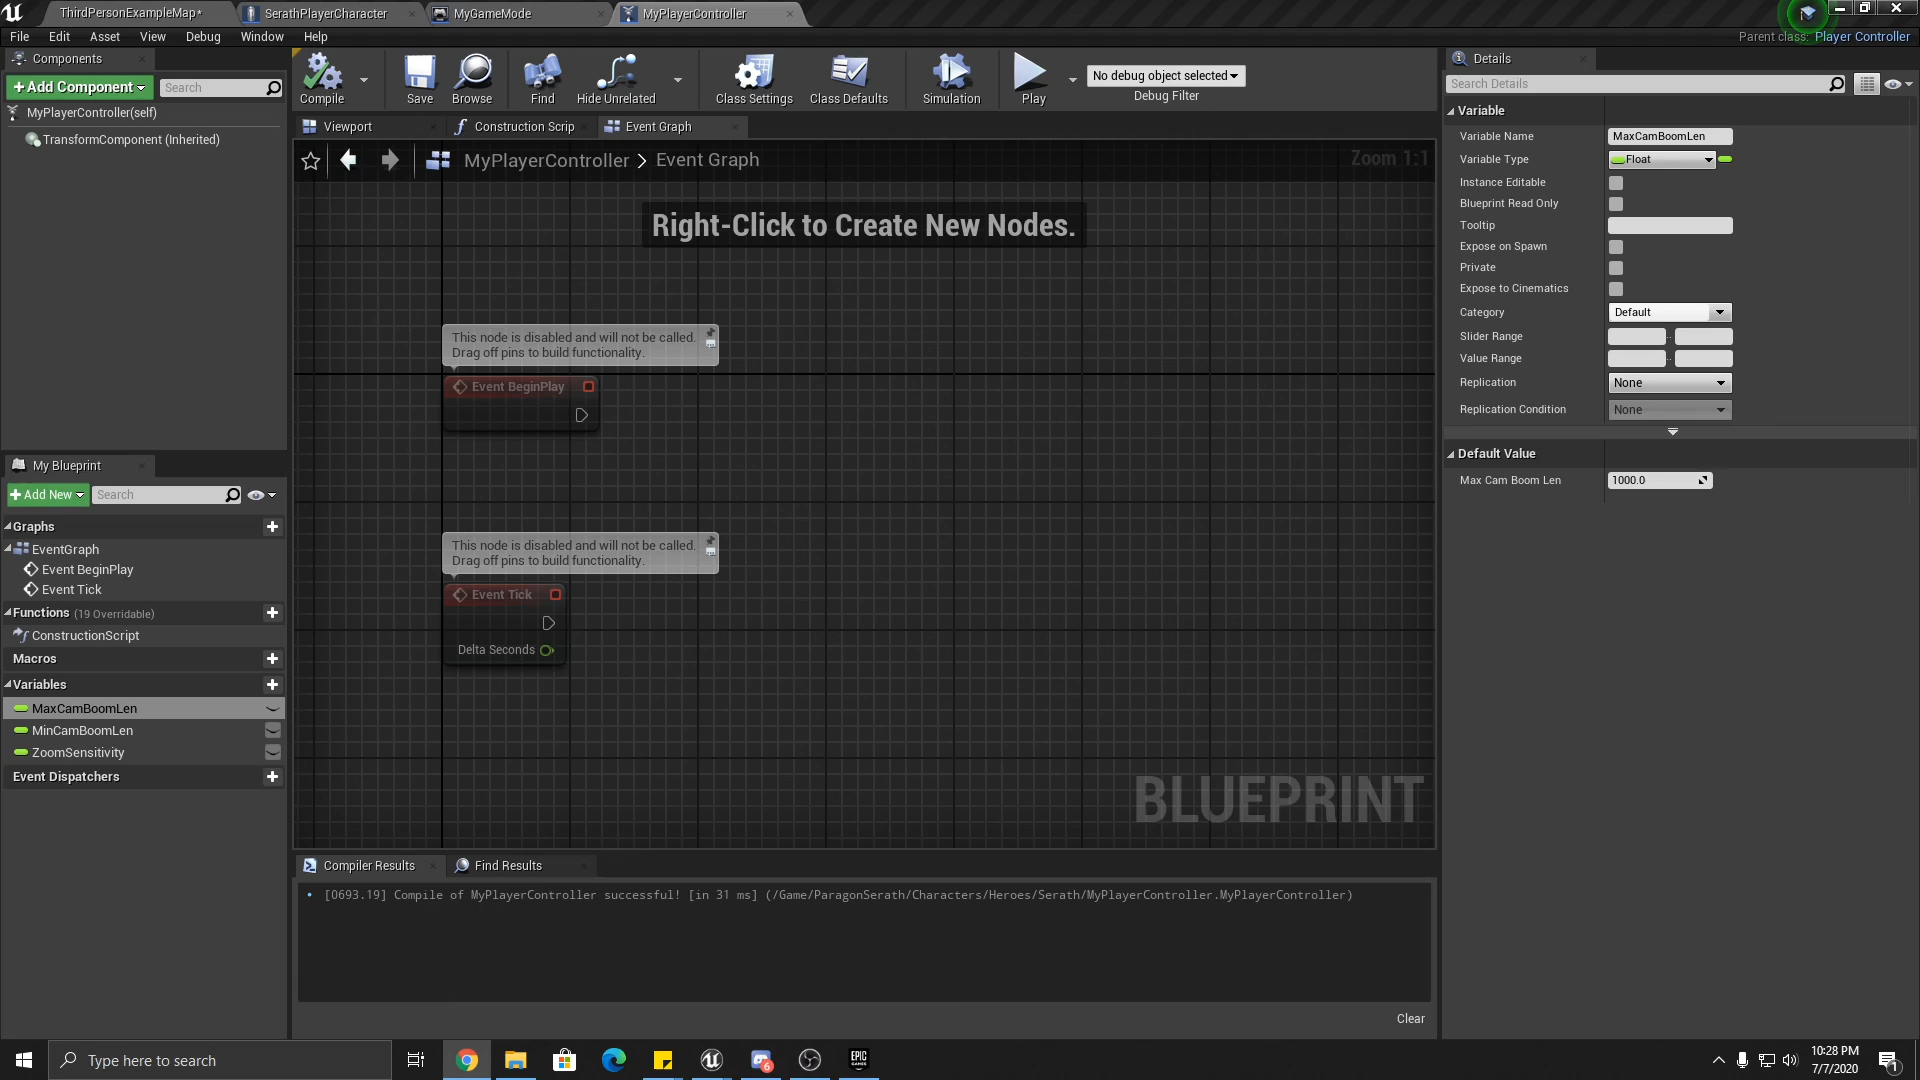 ThirdPersonExampleMap*
SerathPlayerCharacter
MyGameMode
MyPlayerController
File Edit Asset View Debug Window Help
Parent class: Player Controller
Components
+Add Component
Search
MyPlayerController(self)
TransformComponent (Inherited)
Compile
Save
Browse
Find
Hide Unrelated
Class Settings
Class Defaults
Simulation
Play
No debug object selected
Debug Filter
Viewport
Construction Scrip
Event Graph
MyPlayerController > Event Graph
Zoom 1:1
Right-Click to Create New Nodes.
This node is disabled and will not be called.
Drag off pins to build functionality.
Event BeginPlay
This node is disabled and will not be called.
Drag off pins to build functionality.
Event Tick
Delta Seconds
BLUEPRINT
My Blueprint
+Add New
Search
Graphs
EventGraph
Event BeginPlay
Event Tick
Functions (19 Overridable)
ConstructionScript
Macros
Variables
MaxCamBoomLen
MinCamBoomLen
ZoomSensitivity
Event Dispatchers
Compiler Results
Find Results
[0693.19] Compile of MyPlayerController successful! [in 31 ms] (/Game/ParagonSerath/Characters/Heroes/Serath/MyPlayerController.MyPlayerController)
Clear
Details
Search Details
Variable
Variable Name MaxCamBoomLen
Variable Type Float
Instance Editable
Blueprint Read Only
Tooltip
Expose on Spawn
Private
Expose to Cinematics
Category Default
Slider Range
Value Range
Replication None
Replication Condition None
Default Value
Max Cam Boom Len 1000.0
Type here to search
6
EPIC
GAMES
10:28 PM
7/7/2020
1